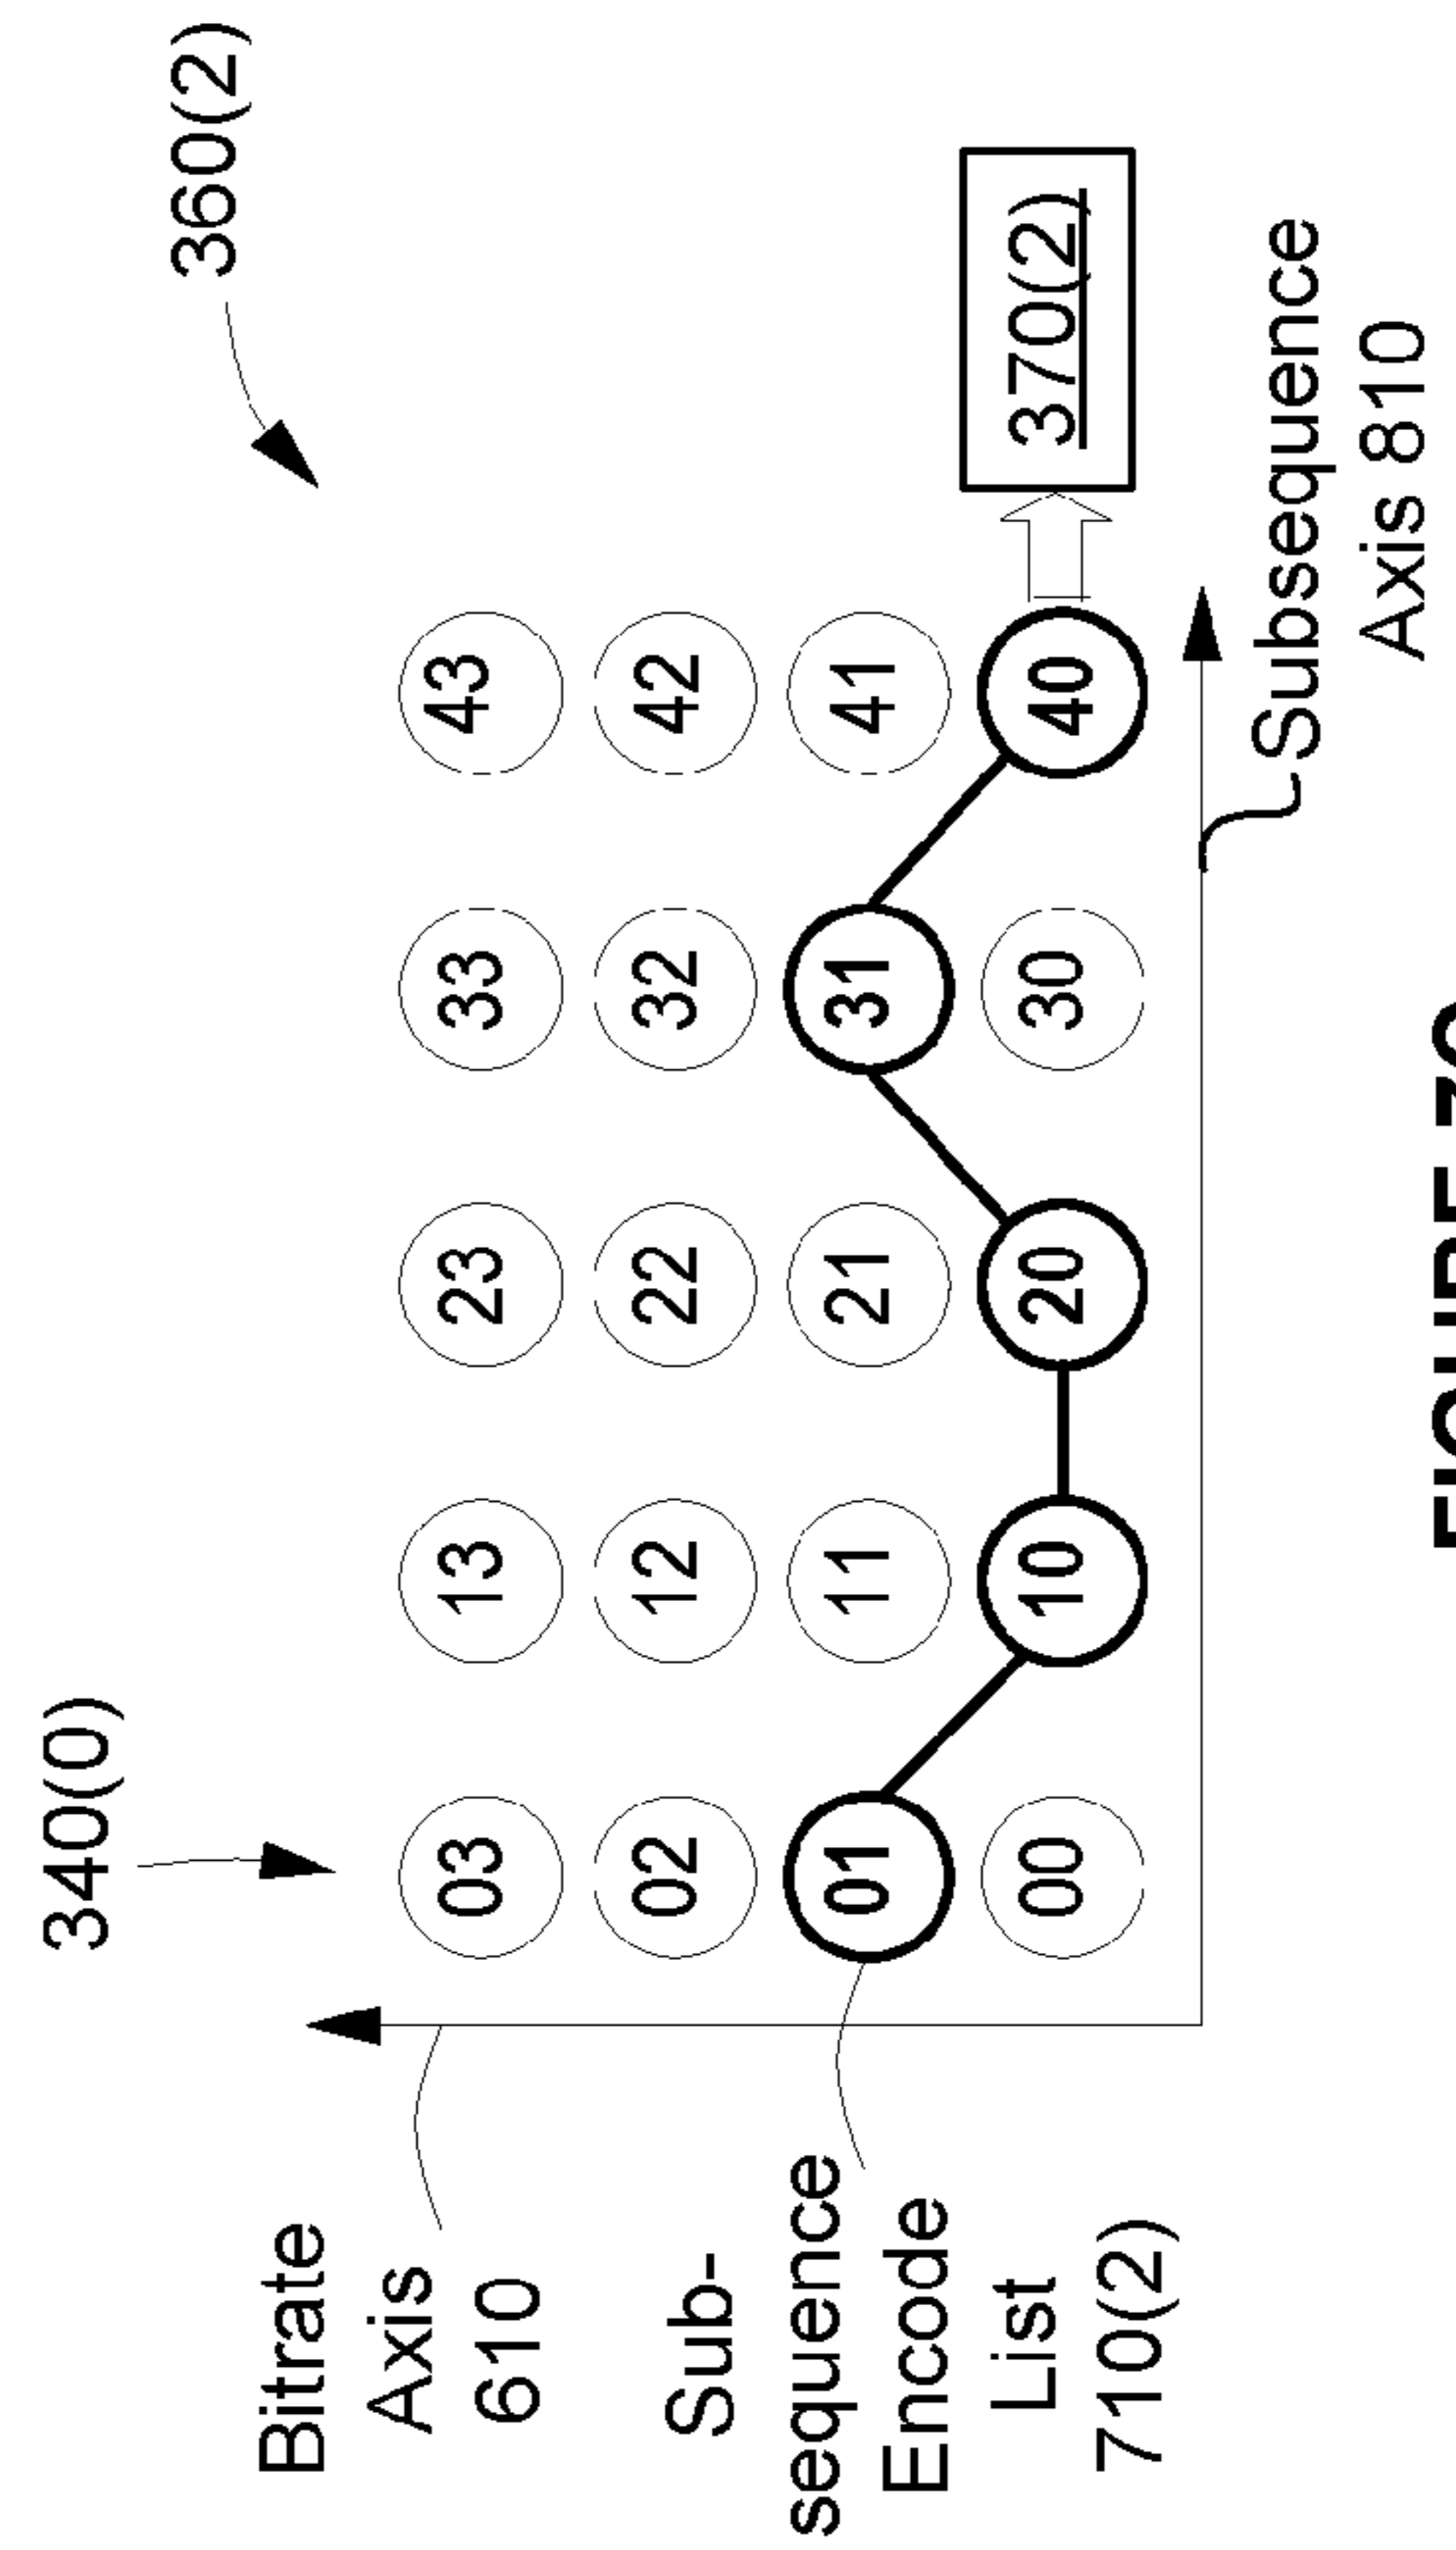 360(2)
340(0)
Bitrate
Axis
610
03 13 23 33 43
02 12 22 32 42
01 11 21 31 41
00 10 20 30 40
370(2)
Sub-
sequence
Encode
List
710(2)
Subsequence
Axis 810